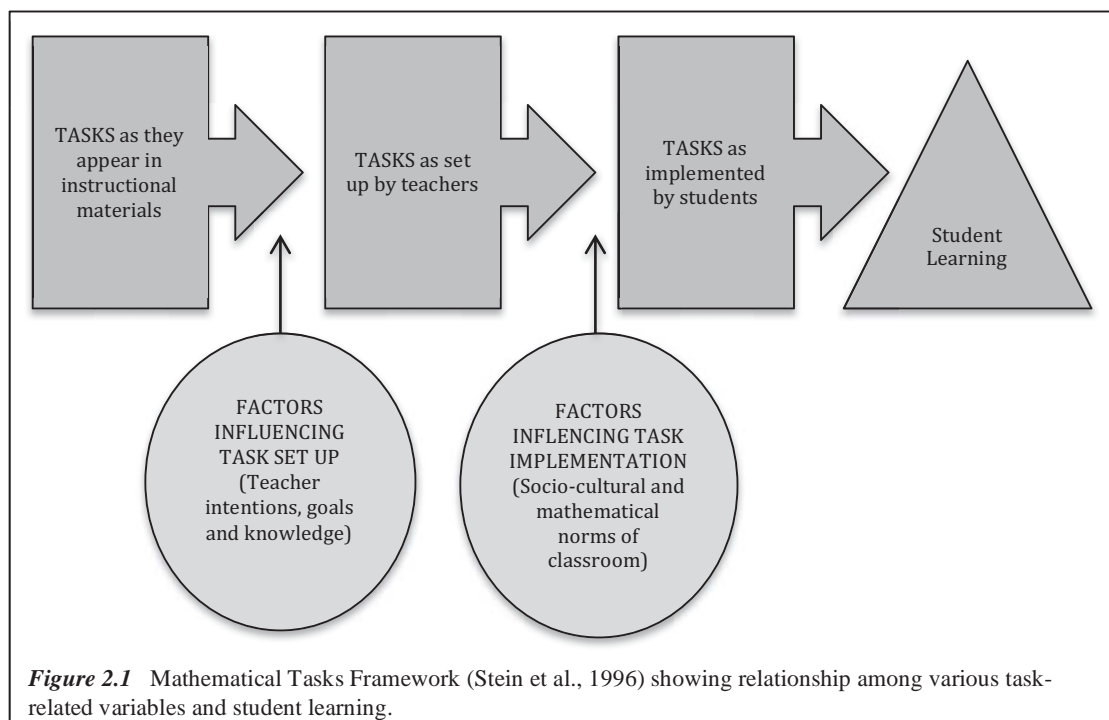 TASKS as they
appear in
instructional
materials
TASKS as set
up by teachers
TASKS as
implemented
by students
Student
Learning
FACTORS
INFLUENCING
TASK SET UP
(Teacher
intentions, goals
and knowledge)
FACTORS
INFLENCING TASK
IMPLEMENTATION
(Socio-cultural and
mathematical
norms of
classroom)
Figure 2.1 Mathematical Tasks Framework (Stein et al., 1996) showing relationship among various task-
related variables and student learning.